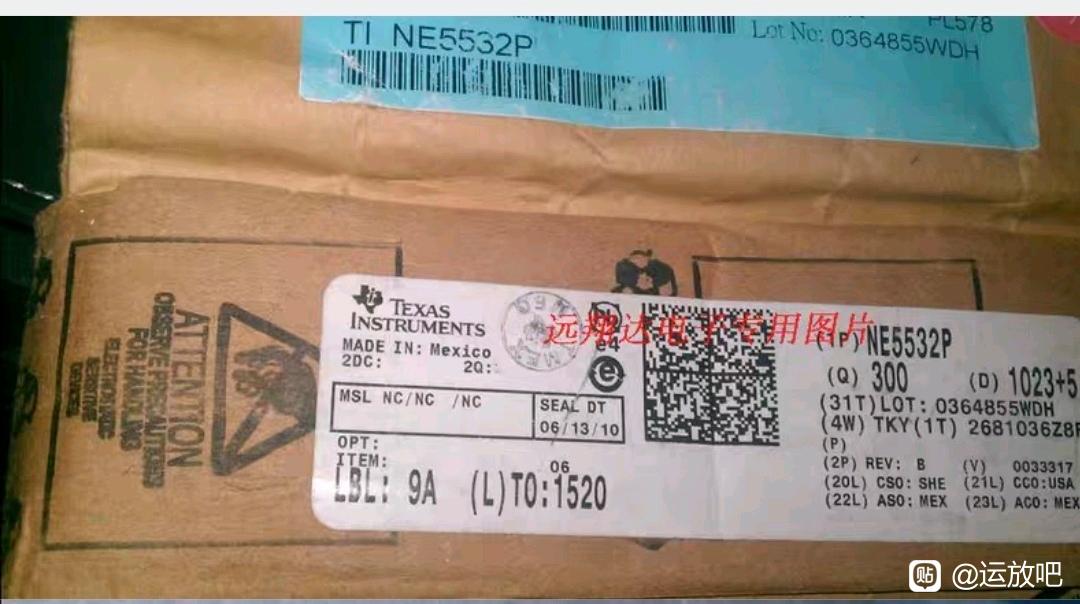 PL578
Lot No: 0364855WDH
TI NE5532P
ATTENTION
OBSERVE PRECAUTIONS
FOR HANDLING
ELECTROSTATIC
SENSITIVE
DEVICES
TEXAS
INSTRUMENTS
MADE IN: Mexico
2DC: 2Q:
e4
e
MSL NC/NC /NC
SEAL DT
06/13/10
OPT:
ITEM:
06
LBL: 9A (L)TO:1520
远翔达电子专用图片
(1P) NE5532P
(Q) 300 (D) 1023+5
(31T)LOT: 0364855WDH
(4W) TKY(1T) 2681036Z8
(P)
(2P) REV: B (V) 0033317
(20L) CSO: SHE (21L) CCO:USA
(22L) ASO: MEX (23L) ACO: MEX
贴 @运放吧